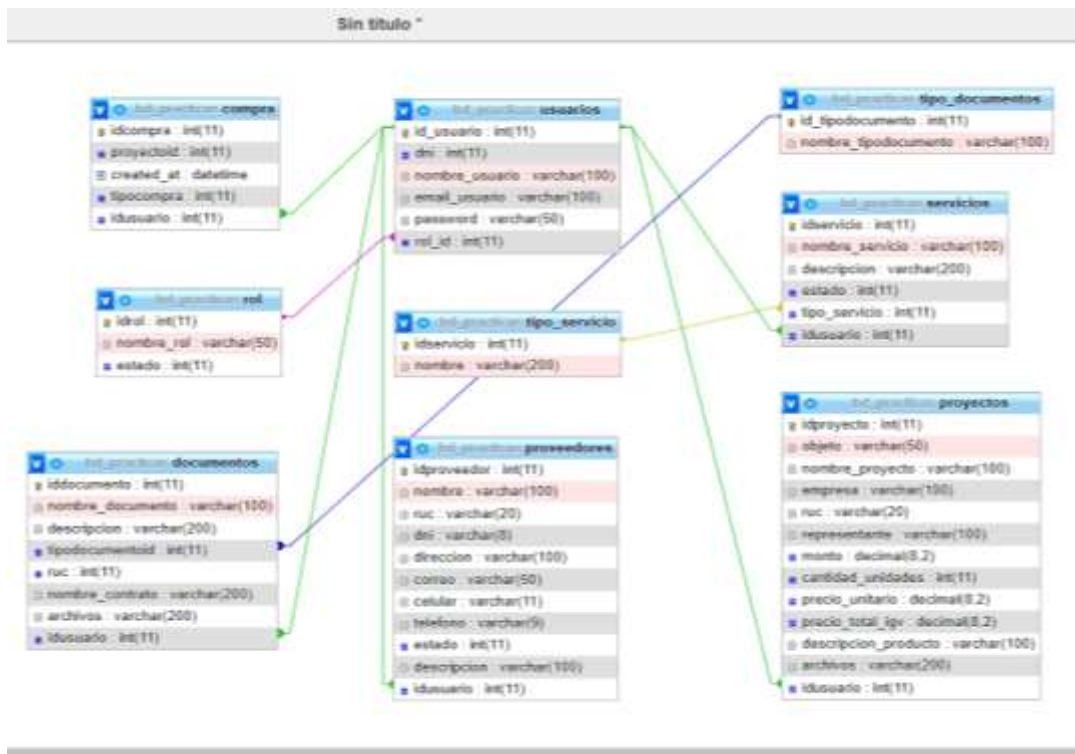 Sin título *
compra
idcompra : int(11)
proyectoid : int(11)
created_at : datetime
tipocompra : int(11)
idusuario : int(11)
usuarios
id_usuario : int(11)
dni : int(11)
nombre_usuario : varchar(100)
email_usuario : varchar(100)
password : varchar(50)
rol_id : int(11)
tipo_documentos
id_tipodocumento : int(11)
nombre_tipodocumento : varchar(100)
servicios
idservicio : int(11)
nombre_servicio : varchar(100)
descripcion : varchar(200)
estado : int(11)
tipo_servicio : int(11)
idusuario : int(11)
rol
idrol : int(11)
nombre_rol : varchar(50)
estado : int(11)
tipo_servicio
idservicio : int(11)
nombre : varchar(200)
proyectos
idproyecto : int(11)
objeto : varchar(50)
nombre_proyecto : varchar(100)
empresa : varchar(100)
ruc : varchar(20)
representante : varchar(100)
monto : decimal(8,2)
cantidad_unidades : int(11)
precio_unitario : decimal(8,2)
precio_total_igv : decimal(8,2)
descripcion_producto : varchar(100)
archivos : varchar(200)
idusuario : int(11)
documentos
iddocumento : int(11)
nombre_documento : varchar(100)
descripcion : varchar(200)
tipodocumentoid : int(11)
ruc : int(11)
nombre_contrato : varchar(200)
archivos : varchar(200)
idusuario : int(11)
proveedores
idproveedor : int(11)
nombre : varchar(100)
ruc : varchar(20)
dni : varchar(8)
direccion : varchar(100)
correo : varchar(50)
celular : varchar(11)
telefono : varchar(9)
estado : int(11)
descripcion : varchar(100)
idusuario : int(11)